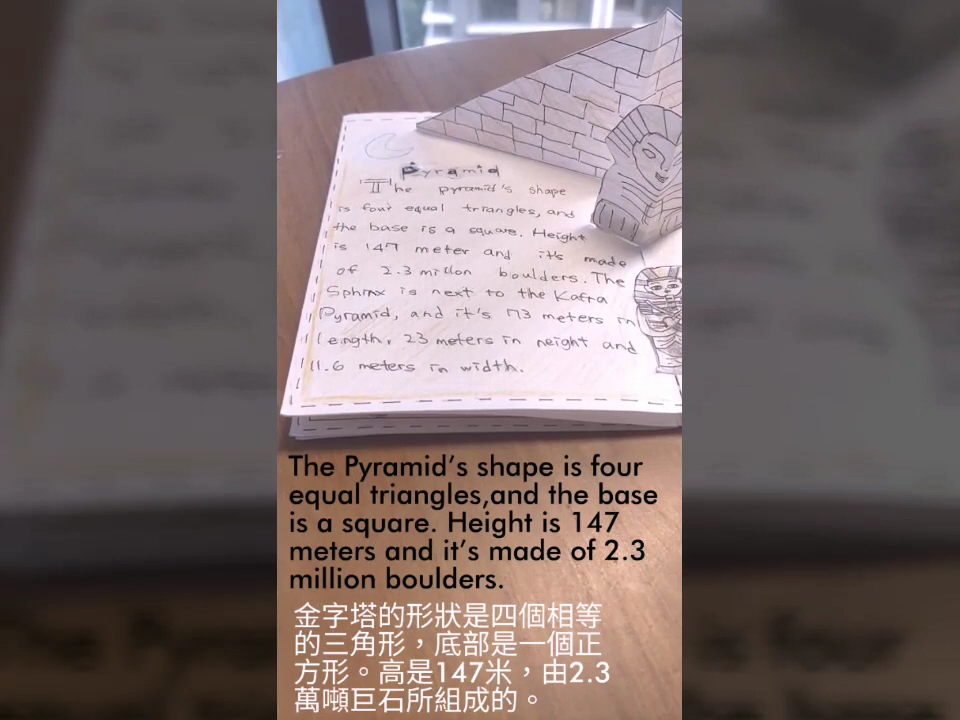 Pyramid
The pyramid's shape
is four equal triangles, and
the base is a square. Height
is 147 meter and it's made
of 2.3 millon boulders. The
Sphinx is next to the Kafra
Pyramid, and it's 73 meters in
length, 23 meters in neight and
11.6 meters in width.
The Pyramid's shape is four
equal triangles,and the base
is a square. Height is 147
meters and it's made of 2.3
million boulders.
金字塔的形狀是四個相等
的三角形，底部是一個正
方形。高是147米，由2.3
萬噸巨石所組成的。